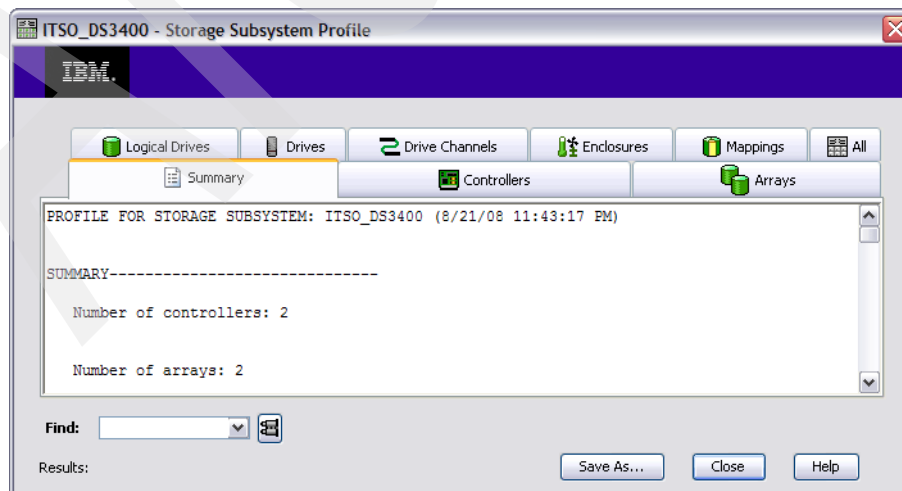 ITSO_DS3400 - Storage Subsystem Profile
IBM.
Logical Drives Drives Drive Channels Enclosures Mappings All
Summary Controllers Arrays
PROFILE FOR STORAGE SUBSYSTEM: ITSO_DS3400 (8/21/08 11:43:17 PM)
SUMMARY------------------------------
Number of controllers: 2
Number of arrays: 2
Find:
Results:
Save As... Close Help